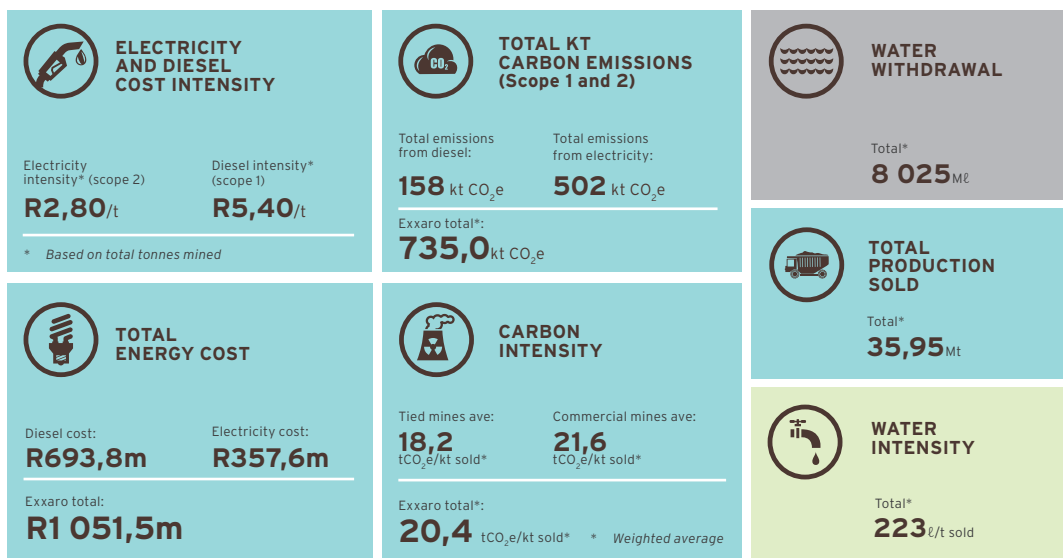 ELECTRICITY
AND DIESEL
COST INTENSITY
Electricity
intensity* (scope 2)
R2,80/t
Diesel intensity*
(scope 1)
R5,40/t
* Based on total tonnes mined
CO₂
TOTAL KT
CARBON EMISSIONS
(Scope 1 and 2)
Total emissions
from diesel:
158 kt CO₂e
Total emissions
from electricity:
502 kt CO₂e
Exxaro total*:
735,0kt CO₂e
WATER
WITHDRAWAL
Total*
8 025Mℓ
TOTAL
PRODUCTION
SOLD
Total*
35,95Mt
TOTAL
ENERGY COST
Diesel cost:
R693,8m
Electricity cost:
R357,6m
Exxaro total:
R1 051,5m
CARBON
INTENSITY
Tied mines ave:
18,2
tCO₂e/kt sold*
Commercial mines ave:
21,6
tCO₂e/kt sold*
Exxaro total*:
20,4 tCO₂e/kt sold* * Weighted average
WATER
INTENSITY
Total*
223ℓ/t sold